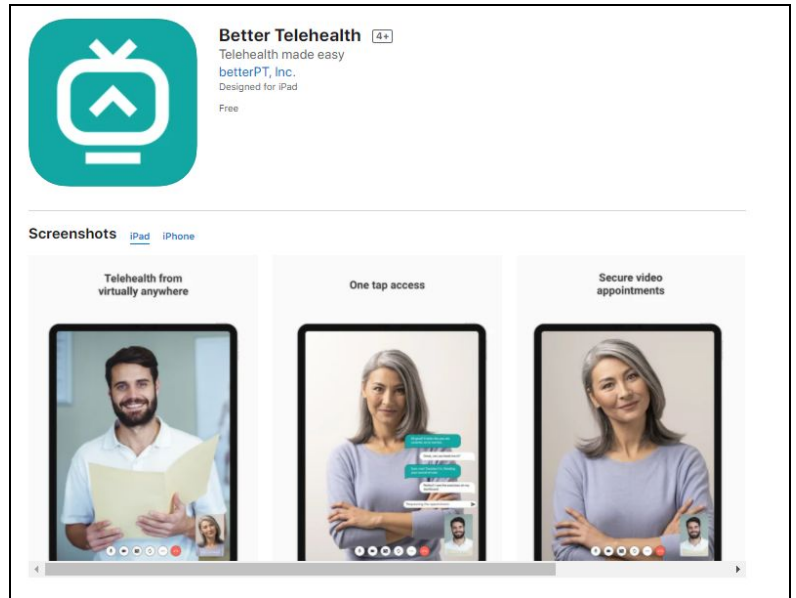 Better Telehealth 4+
Telehealth made easy
betterPT, Inc.
Designed for iPad
Free
Screenshots iPad iPhone
Telehealth from
virtually anywhere
One tap access
Secure video
appointments